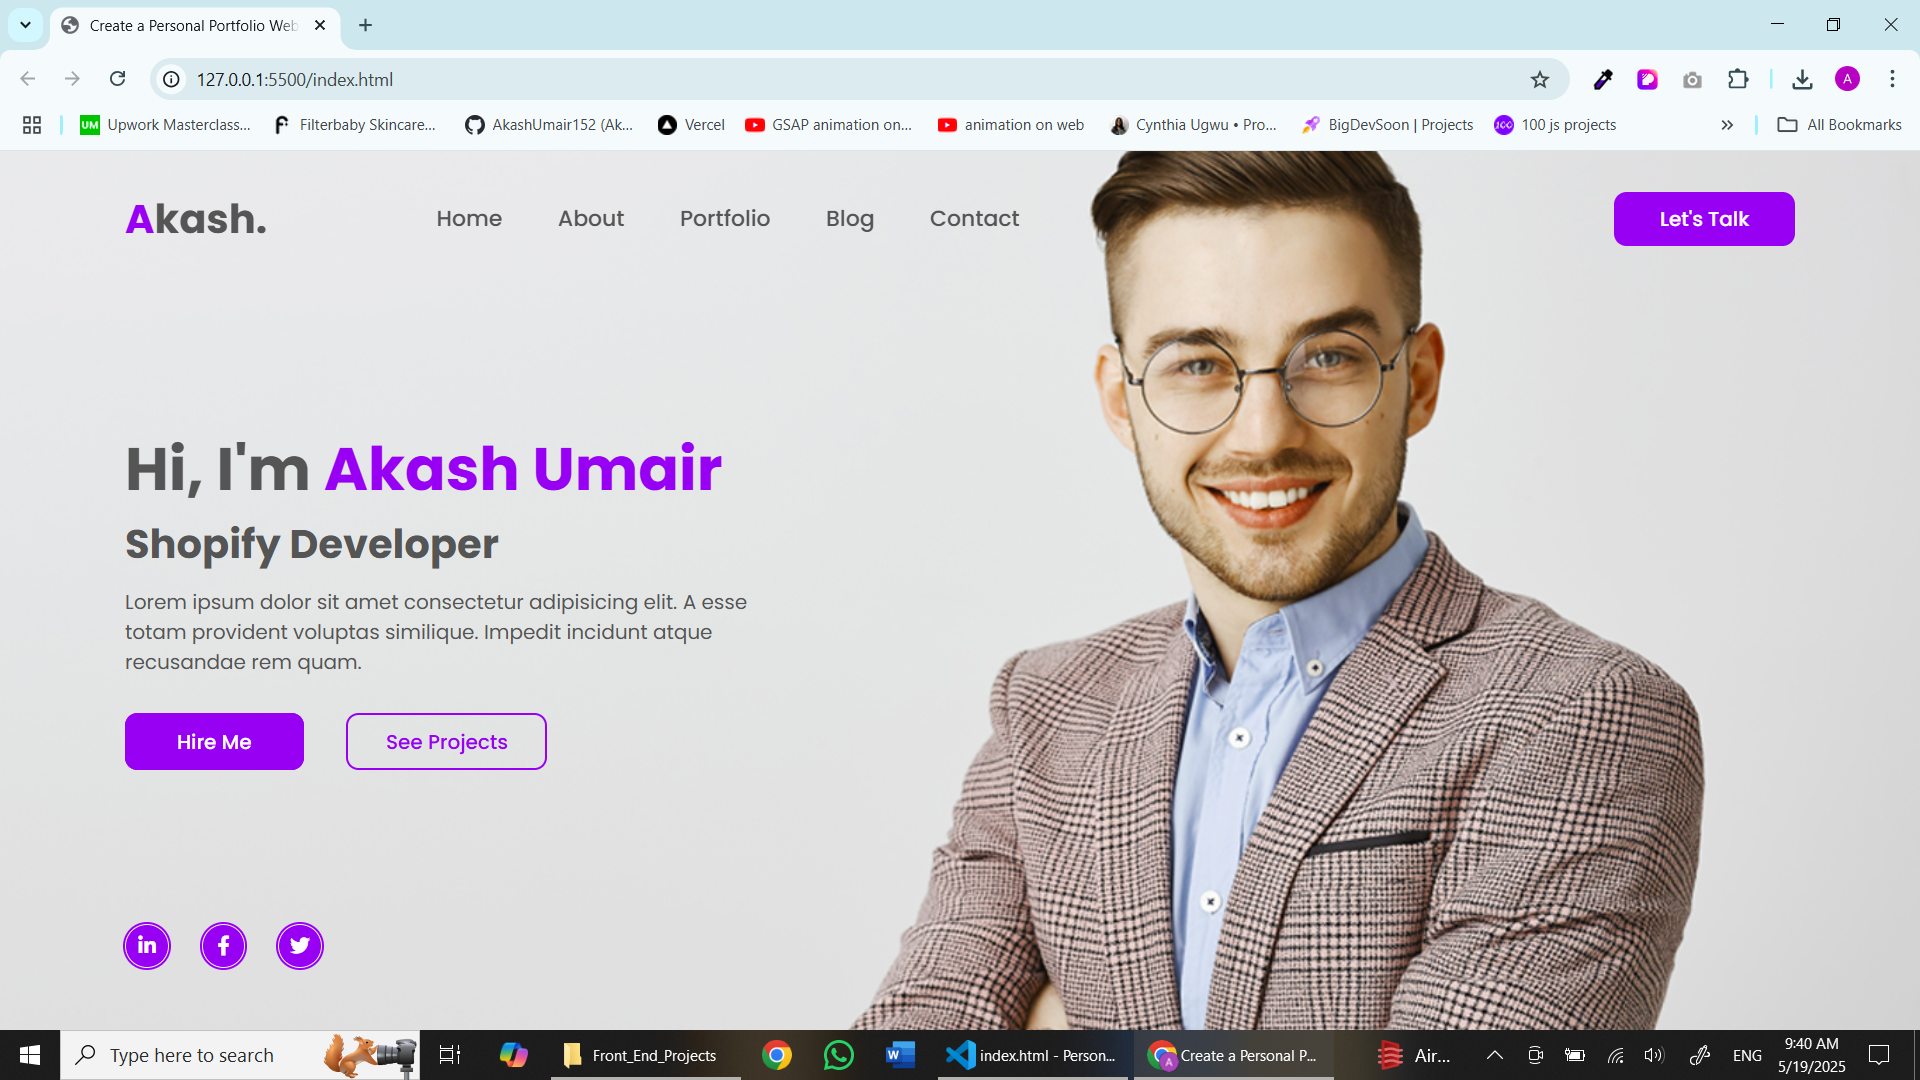 Create a Personal Portfolio Web
127.0.0.1:5500/index.html
A
UM Upwork Masterclass...
Filterbaby Skincare...
AkashUmair152 (Ak...
Vercel
GSAP animation on...
animation on web
Cynthia Ugwu • Pro...
BigDevSoon | Projects
100 100 js projects
All Bookmarks
Akash.
Home
About
Portfolio
Blog
Contact
Let's Talk
Hi, I'm Akash Umair
Shopify Developer
Lorem ipsum dolor sit amet consectetur adipisicing elit. A esse
totam provident voluptas similique. Impedit incidunt atque
recusandae rem quam.
Hire Me
See Projects
in
f
Type here to search
Front_End_Projects
W
index.html - Person...
A
Create a Personal P...
Air...
ENG
9:40 AM
5/19/2025